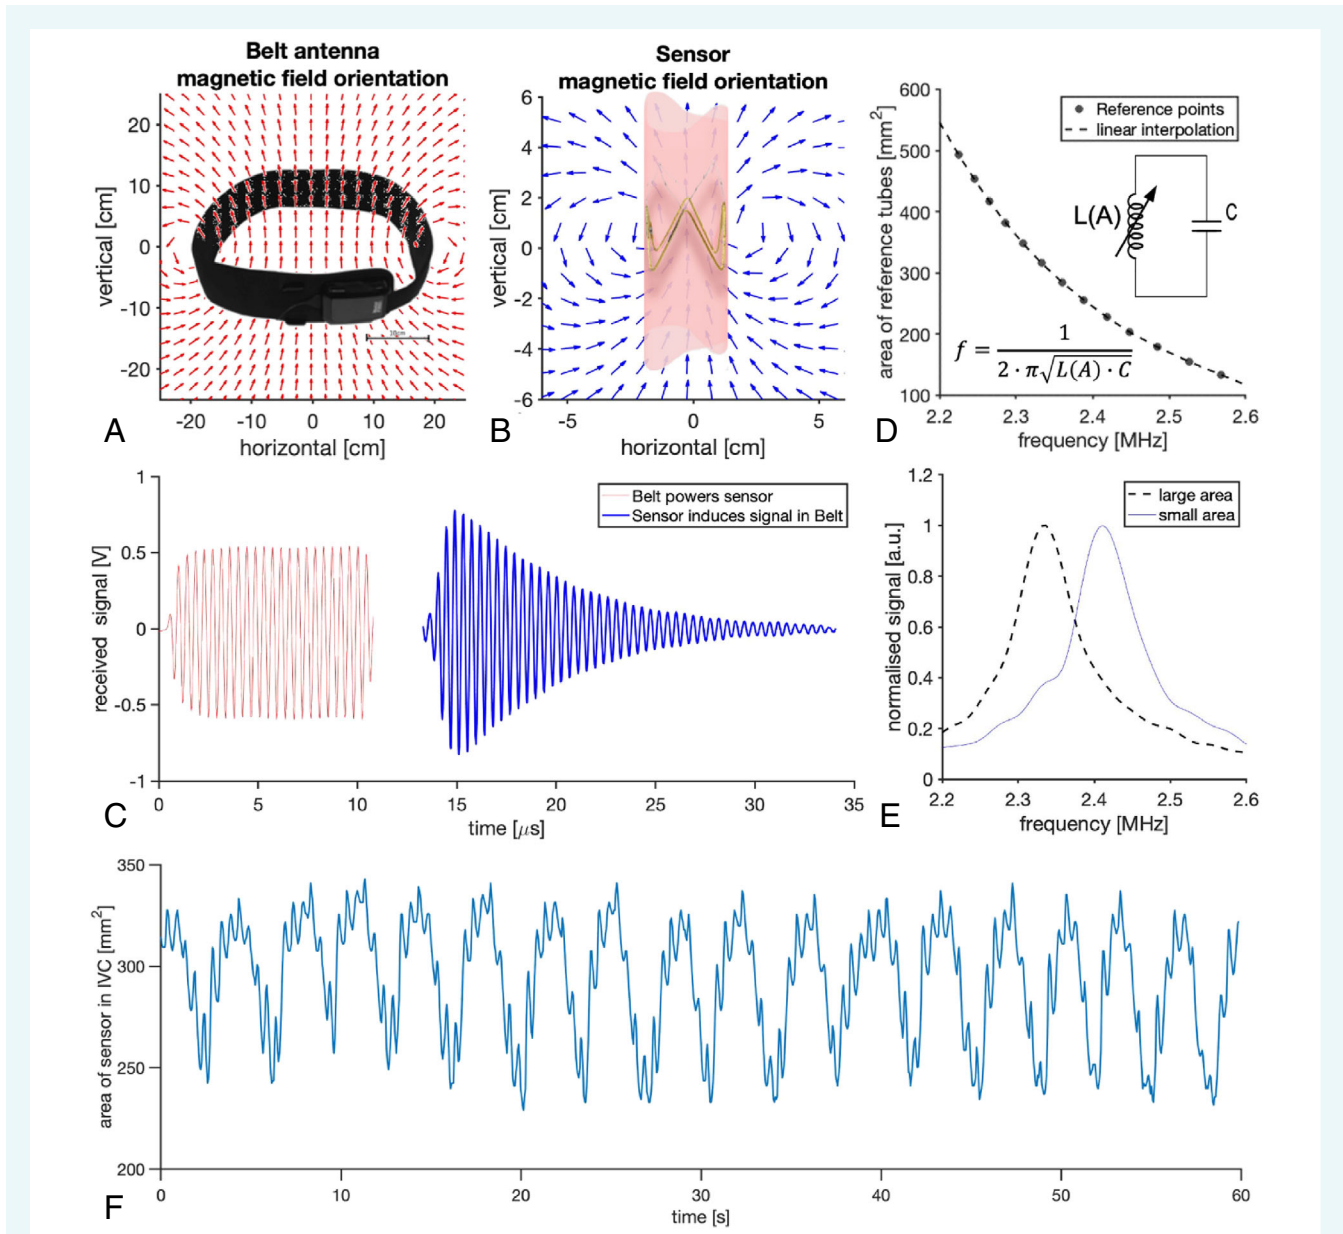 Belt antenna
magnetic field orientation
vertical [cm]
20
10
0
-10
-20
10cm
-20
-10
0
10
20
horizontal [cm]
A
Sensor
magnetic field orientation
vertical [cm]
6
4
2
0
-2
-4
-6
-5
0
5
horizontal [cm]
B
area of reference tubes [mm²]
600
500
400
300
200
100
Reference points
linear interpolation
L(A)
C
f = 1 / 2 · π√L(A) · C
2.2
2.3
2.4
2.5
2.6
frequency [MHz]
D
received signal [V]
1
0.5
0
-0.5
-1
Belt powers sensor
Sensor induces signal in Belt
0
5
10
15
20
25
30
35
time [μs]
C
normalised signal [a.u.]
1.2
1
0.8
0.6
0.4
0.2
0
large area
small area
2.2
2.3
2.4
2.5
2.6
frequency [MHz]
E
area of sensor in IVC [mm²]
350
300
250
200
0
10
20
30
40
50
60
time [s]
F